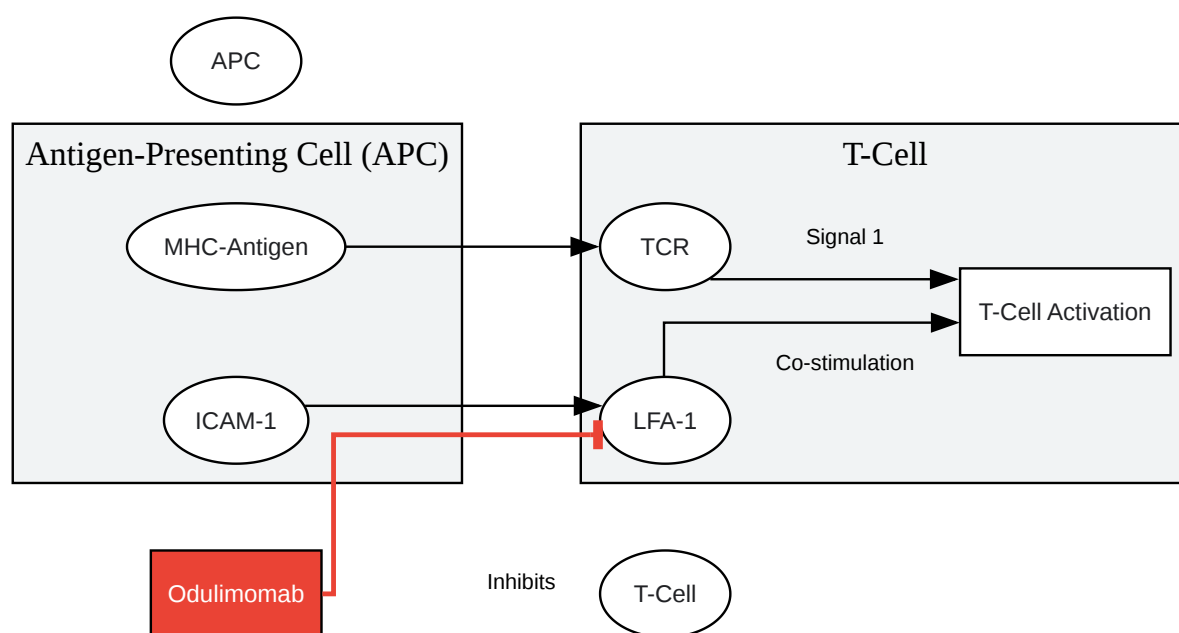 APC
Antigen-Presenting Cell (APC)
T-Cell
MHC-Antigen
TCR
Signal 1
T-Cell Activation
Co-stimulation
ICAM-1
LFA-1
Odulimomab
Inhibits
T-Cell